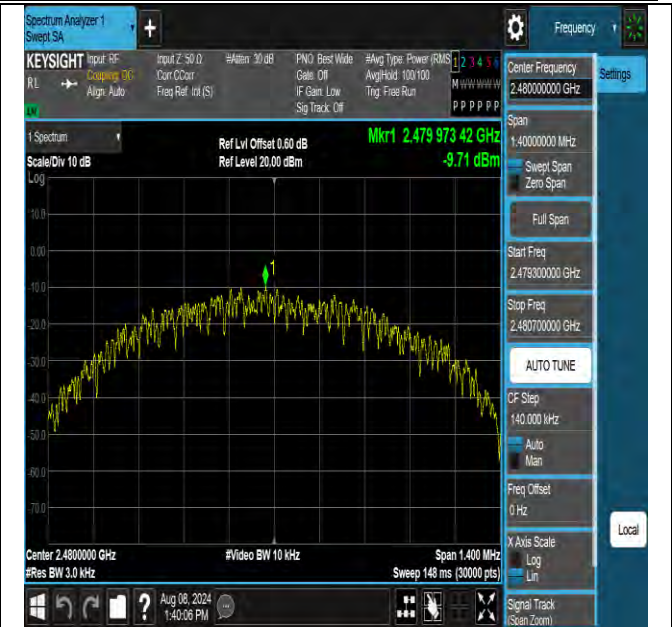 Spectrum Analyzer 1
Swept SA
+
Frequency
KEYSIGHT
Input: RF
Coupling: DC
Align: Auto
RL
Input Z: 50 Ω
Corr CCorr
Freq Ref: Int (S)
#Atten: 30 dB
PNO: Best Wide
Gate: Off
IF Gain: Low
Sig Track: Off
#Avg Type: Power (RMS
Avg|Hold: 100/100
Trig: Free Run
1 2 3 4 5 6
M W W W W W
P P P P P P
Center Frequency
2.480000000 GHz
Settings
Span
1.40000000 MHz
Swept Span
Zero Span
Full Span
Start Freq
2.479300000 GHz
Stop Freq
2.480700000 GHz
AUTO TUNE
CF Step
140.000 kHz
Auto
Man
Freq Offset
0 Hz
X Axis Scale
Log
Lin
Signal Track
(Span Zoom)
Local
1 Spectrum
Scale/Div 10 dB
Log
Ref Lvl Offset 0.60 dB
Ref Level 20.00 dBm
Mkr1 2.479 973 42 GHz
-9.71 dBm
10.0
0.00
-10.0
-20.0
-30.0
-40.0
-50.0
-60.0
-70.0
1
Center 2.4800000 GHz
#Res BW 3.0 kHz
#Video BW 10 kHz
Span 1.400 MHz
Sweep 148 ms (30000 pts)
?
Aug 08, 2024
1:40:06 PM